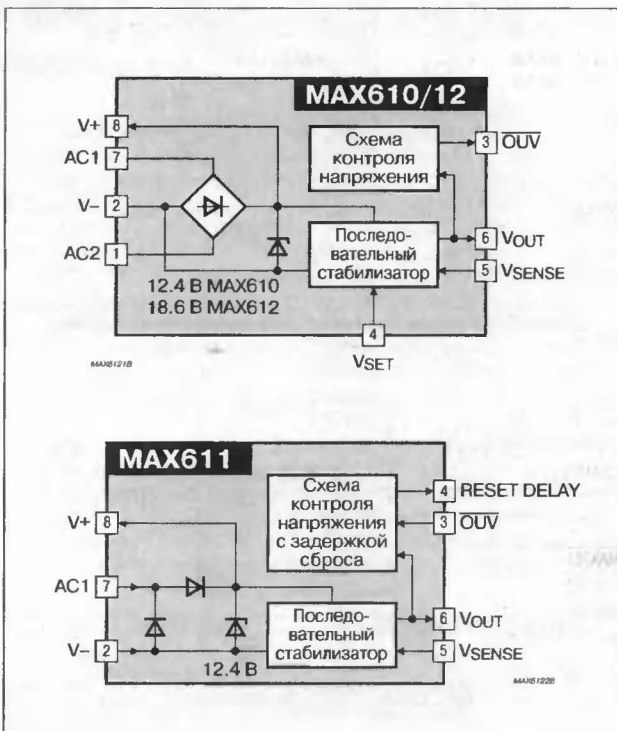 MAX610/12
V+ 8
AC1 7
V− 2
AC2 1
Схема
контроля
напряжения
3 OUV
Последо-
вательный
стабилизатор
6 VOUT
5 VSENSE
12.4 В MAX610
18.6 В MAX612
4
VSET
MAX6121B
MAX611
V+ 8
AC1 7
V− 2
Схема
контроля
напряжения
с задержкой
сброса
4 RESET DELAY
3 OUV
Последо-
вательный
стабилизатор
6 VOUT
5 VSENSE
12.4 В
MAX6122B